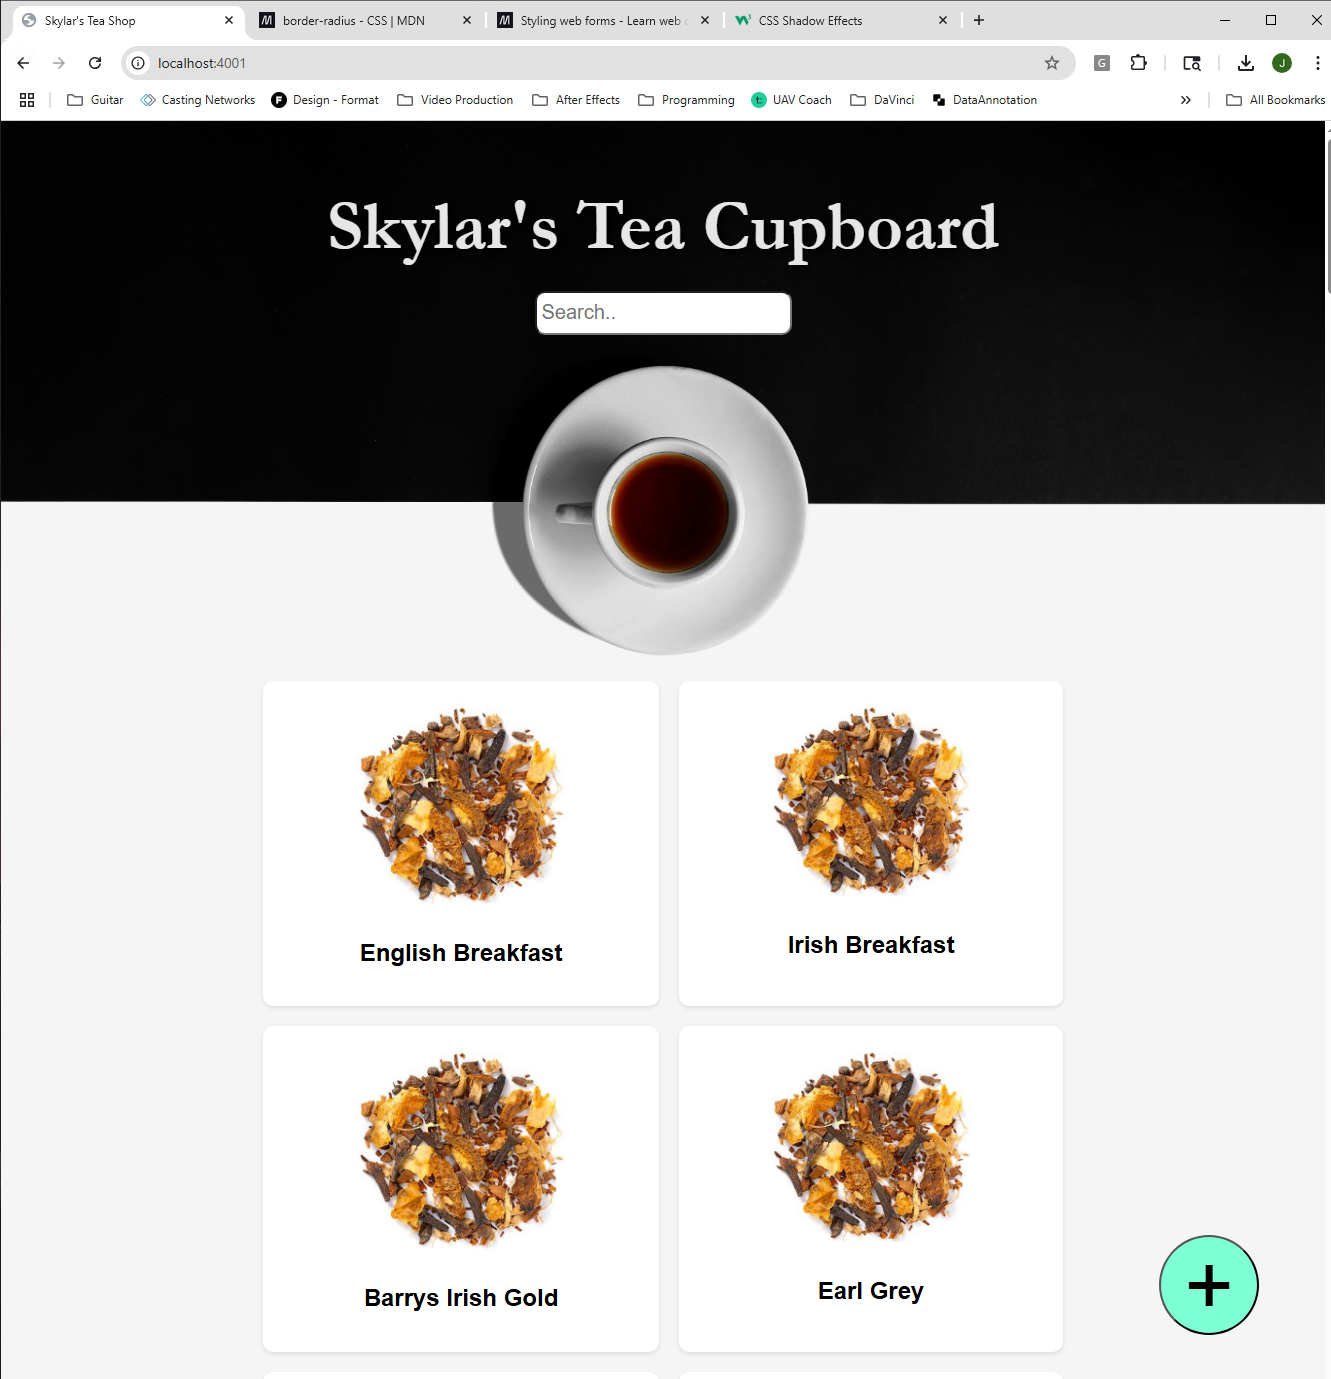 Skylar's Tea Shop
border-radius - CSS | MDN
Styling web forms - Learn web
CSS Shadow Effects
localhost:4001
G
J
Guitar
Casting Networks
Design - Format
Video Production
After Effects
Programming
UAV Coach
DaVinci
DataAnnotation
All Bookmarks
Skylar's Tea Cupboard
Search..
English Breakfast
Irish Breakfast
Barrys Irish Gold
Earl Grey
+